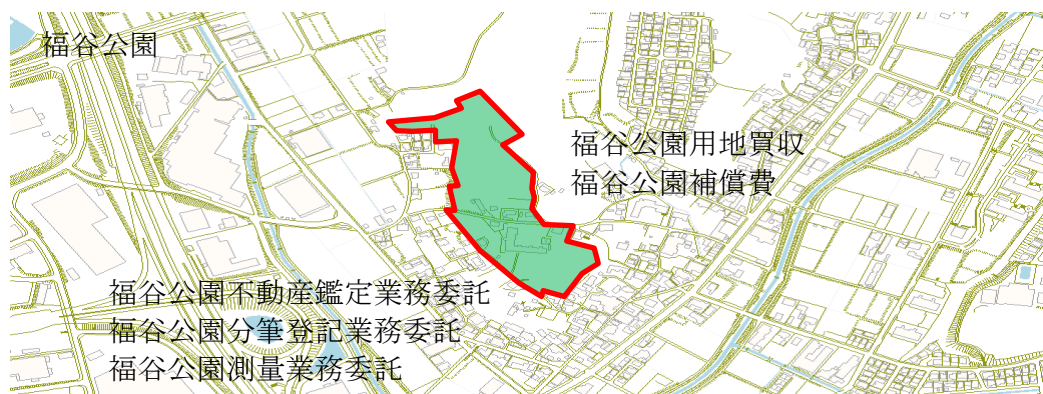 福谷公園
福谷公園用地買収
福谷公園補償費
福谷公園不動産鑑定業務委託
福谷公園分筆登記業務委託
福谷公園測量業務委託